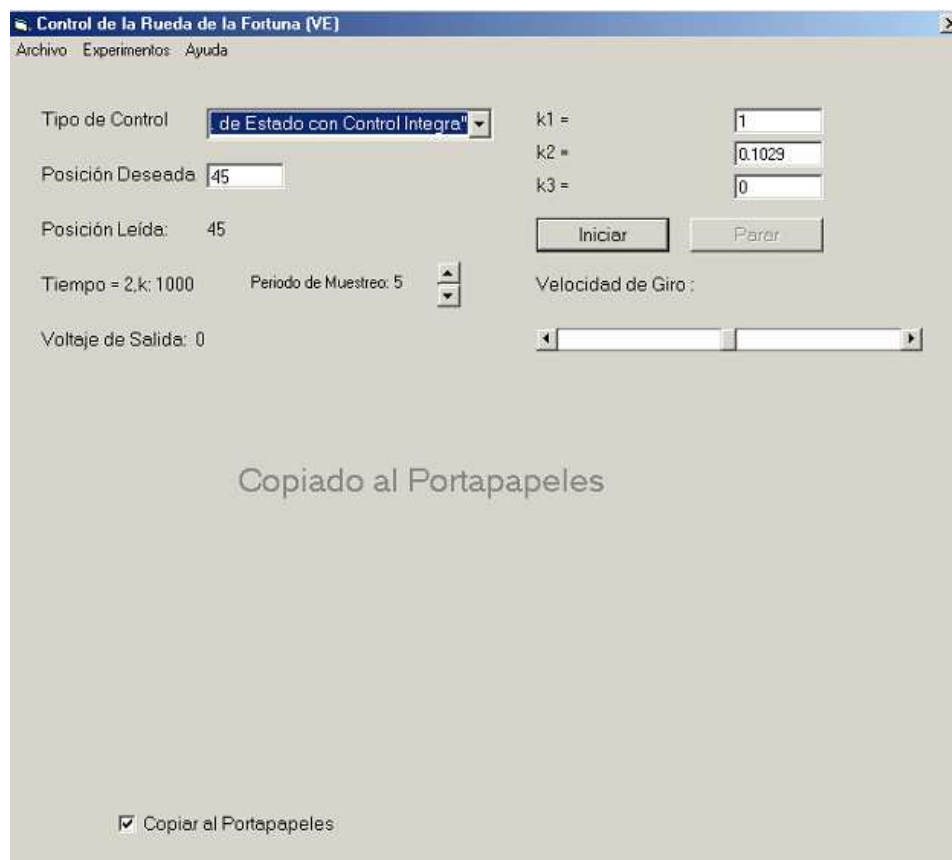 Control de la Rueda de la Fortuna (VE)
Archivo Experimentos Ayuda
Tipo de Control
. de Estado con Control Integra"
k1 =
1
k2 =
0.1029
Posición Deseada
45
k3 =
0
Posición Leída: 45
Iniciar
Parar
Tiempo = 2,k: 1000
Periodo de Muestreo: 5
Velocidad de Giro :
Voltaje de Salida: 0
Copiado al Portapapeles
Copiar al Portapapeles